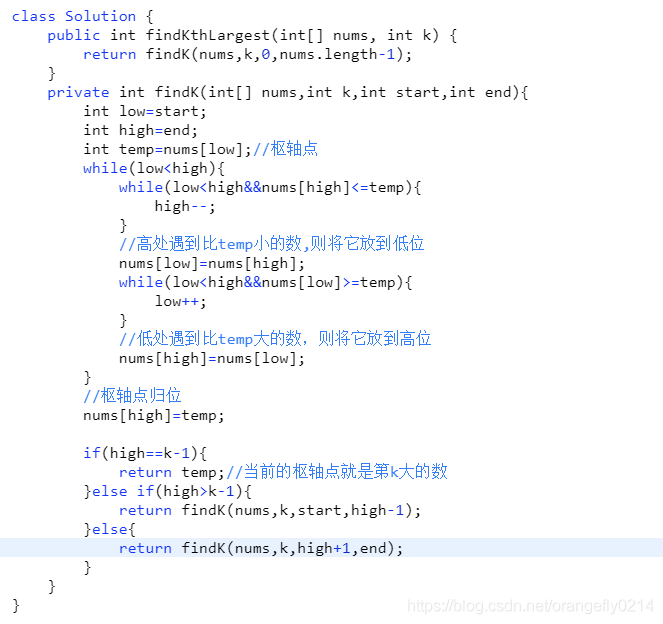 class Solution {
    public int findKthLargest(int[] nums, int k) {
        return findK(nums,k,0,nums.length-1);
    }
    private int findK(int[] nums,int k,int start,int end){
        int low=start;
        int high=end;
        int temp=nums[low];//枢轴点
        while(low<high){
            while(low<high&&nums[high]<=temp){
                high--;
            }
            //高处遇到比temp小的数,则将它放到低位
            nums[low]=nums[high];
            while(low<high&&nums[low]>=temp){
                low++;
            }
            //低处遇到比temp大的数，则将它放到高位
            nums[high]=nums[low];
        }
        //枢轴点归位
        nums[high]=temp;

        if(high==k-1){
            return temp;//当前的枢轴点就是第k大的数
        }else if(high>k-1){
            return findK(nums,k,start,high-1);
        }else{
            return findK(nums,k,high+1,end);
        }
    }
}
https://blog.csdn.net/orangefly0214